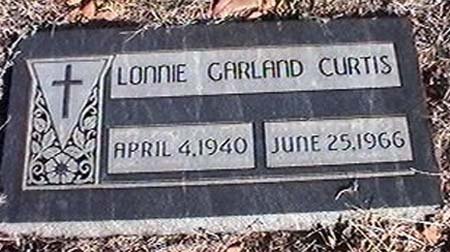 LONNIE GARLAND CURTIS
APRIL 4,1940 JUNE 25,1966